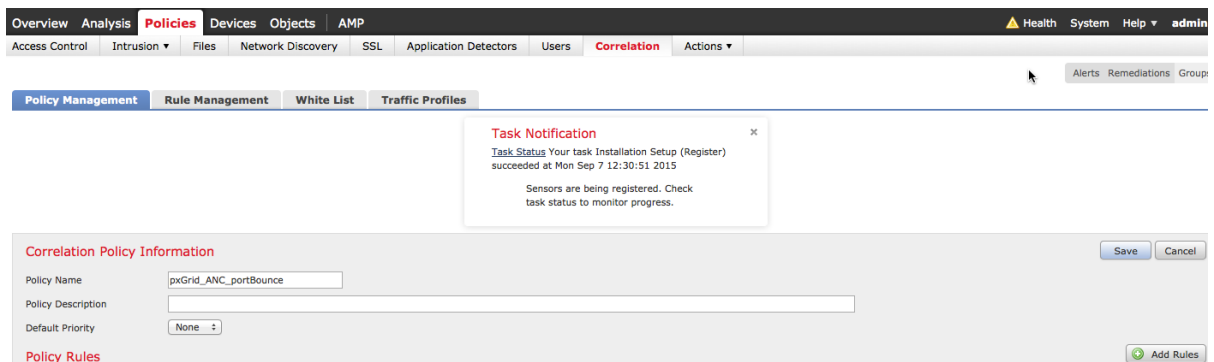 Overview Analysis Policies Devices Objects AMP Health System Help ▾ admin
Access Control Intrusion ▾ Files Network Discovery SSL Application Detectors Users Correlation Actions ▾
Alerts Remediations Groups
Policy Management Rule Management White List Traffic Profiles
Task Notification ×
Task Status Your task Installation Setup (Register)
succeeded at Mon Sep 7 12:30:51 2015
Sensors are being registered. Check
task status to monitor progress.
Correlation Policy Information Save Cancel
Policy Name pxGrid_ANC_portBounce
Policy Description
Default Priority None
Policy Rules Add Rules